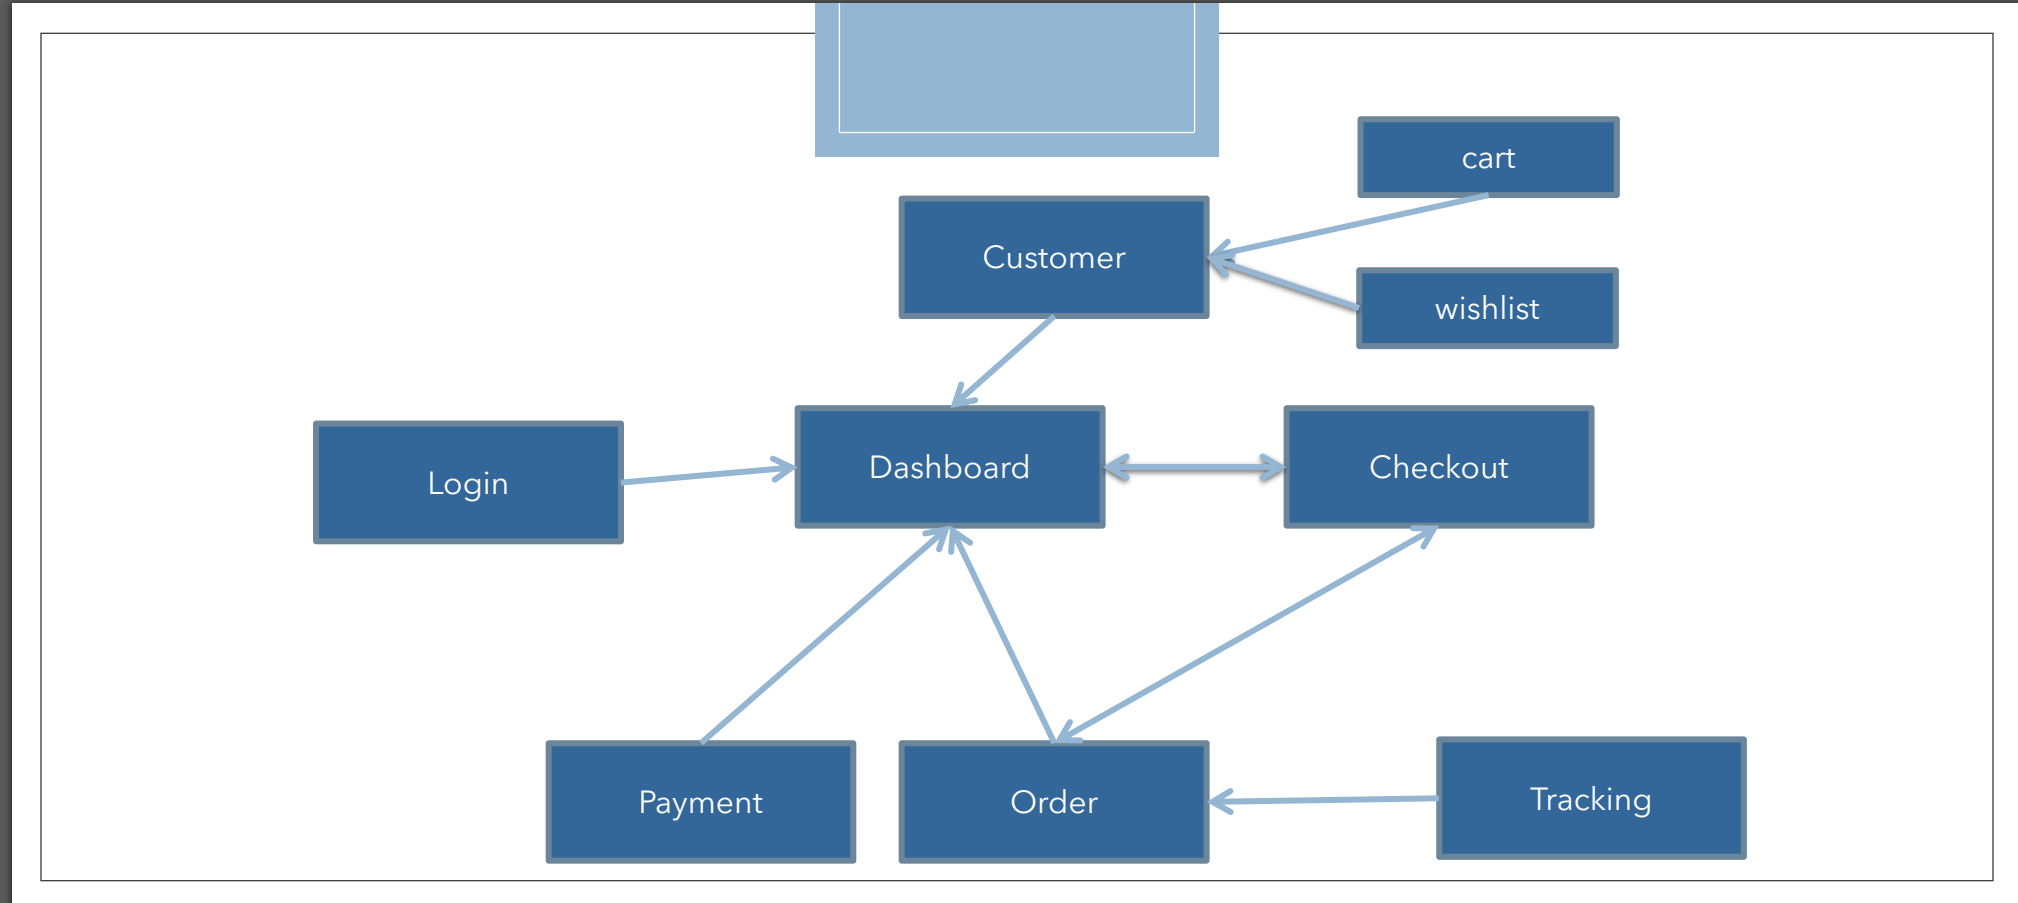 cart
Customer
wishlist
Login
Dashboard
Checkout
Payment
Order
Tracking